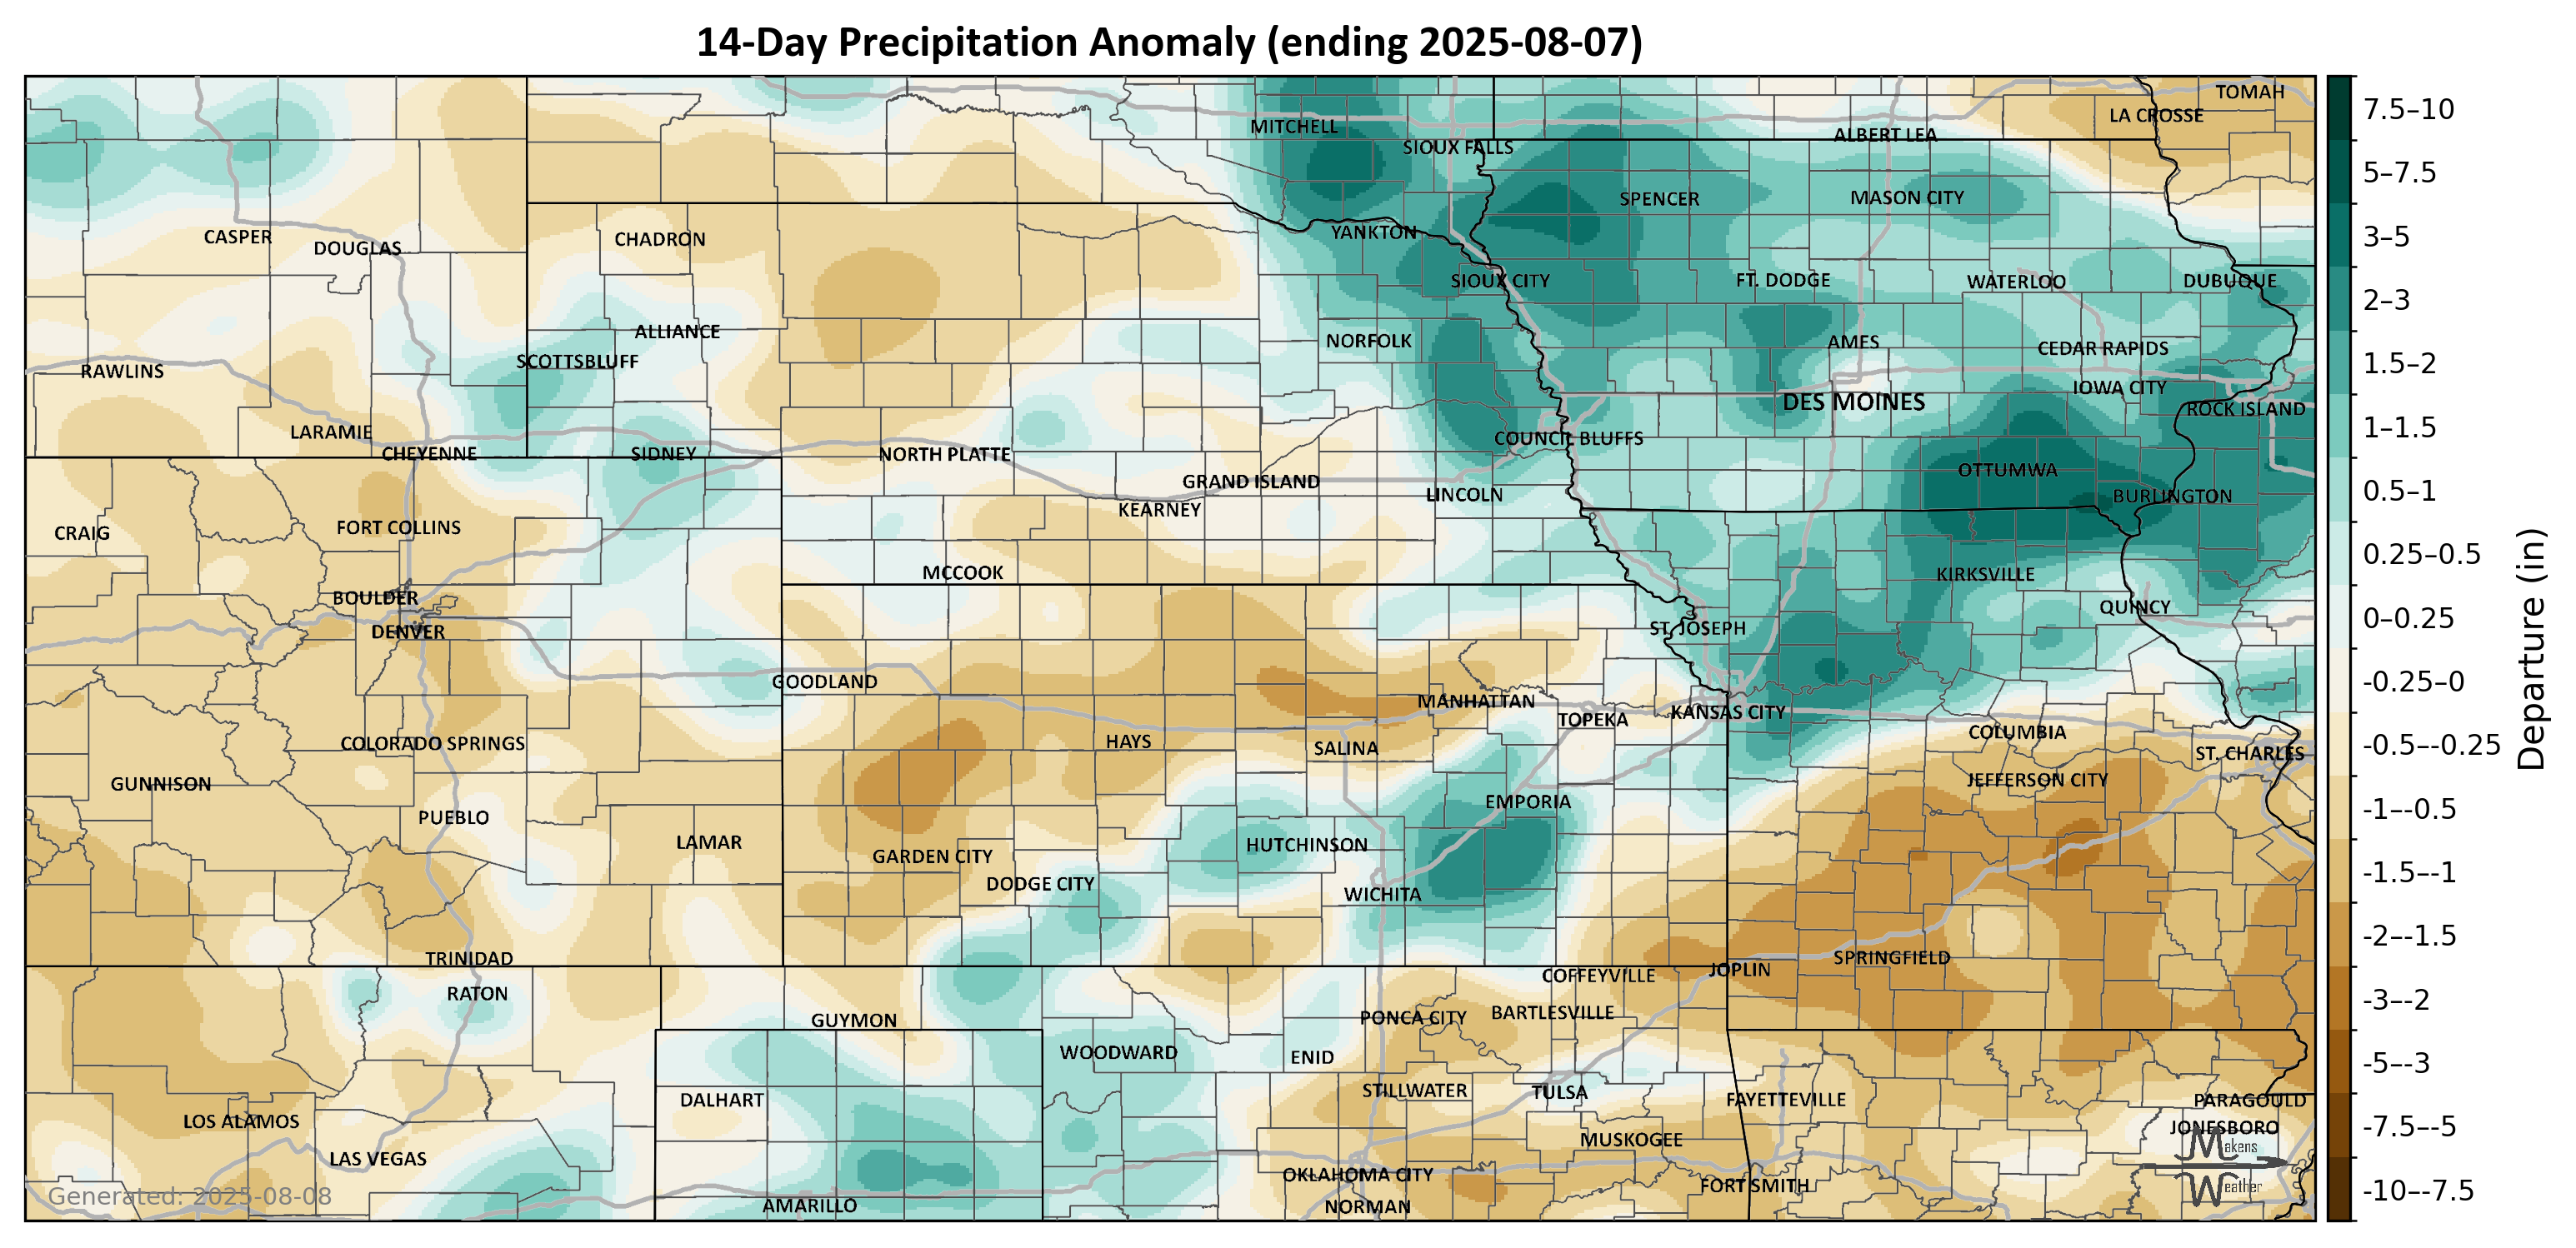 14-Day Precipitation Anomaly (ending 2025-08-07)
TOMAH
LA CROSSE
MITCHELL
ALBERT LEA
SIOUX FALLS
SPENCER
MASON CITY
YANKTON
CASPER
DOUGLAS
CHADRON
SIOUX CITY
FT. DODGE
WATERLOO
DUBUQUE
ALLIANCE
NORFOLK
AMES
CEDAR RAPIDS
SCOTTSBLUFF
RAWLINS
IOWA CITY
DES MOINES
ROCK ISLAND
LARAMIE
COUNCIL BLUFFS
CHEYENNE
SIDNEY
NORTH PLATTE
OTTUMWA
GRAND ISLAND
LINCOLN
BURLINGTON
KEARNEY
CRAIG
FORT COLLINS
MCCOOK
KIRKSVILLE
BOULDER
QUINCY
DENVER
ST. JOSEPH
GOODLAND
MANHATTAN
TOPEKA
KANSAS CITY
COLUMBIA
COLORADO SPRINGS
HAYS
SALINA
ST. CHARLES
GUNNISON
JEFFERSON CITY
EMPORIA
PUEBLO
LAMAR
HUTCHINSON
GARDEN CITY
DODGE CITY
WICHITA
TRINIDAD
SPRINGFIELD
COFFEYVILLE
JOPLIN
RATON
GUYMON
PONCA CITY
BARTLESVILLE
WOODWARD
ENID
STILLWATER
TULSA
DALHART
FAYETTEVILLE
PARAGOULD
LOS ALAMOS
JONESBORO
MUSKOGEE
LAS VEGAS
OKLAHOMA CITY
FORT SMITH
AMARILLO
NORMAN
Generated: 2025-08-08
Makens
Weather
7.5–10
5–7.5
3–5
2–3
1.5–2
1–1.5
0.5–1
0.25–0.5
0–0.25
-0.25–0
-0.5–-0.25
-1–-0.5
-1.5–-1
-2–-1.5
-3–-2
-5–-3
-7.5–-5
-10–-7.5
Departure (in)